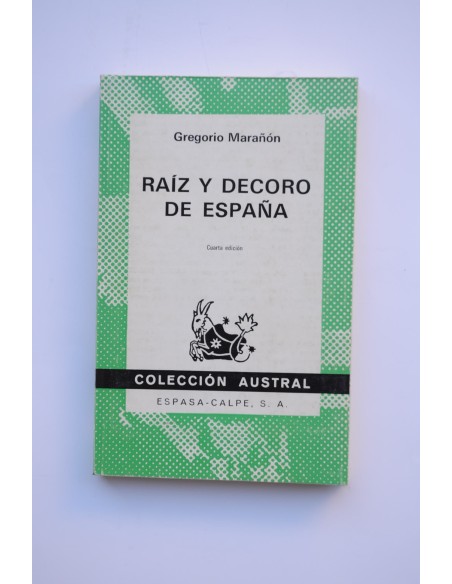 Gregorio Marañón
RAÍZ Y DECORO
DE ESPAÑA
Cuarta edición
COLECCIÓN AUSTRAL
ESPASA-CALPE, S. A.